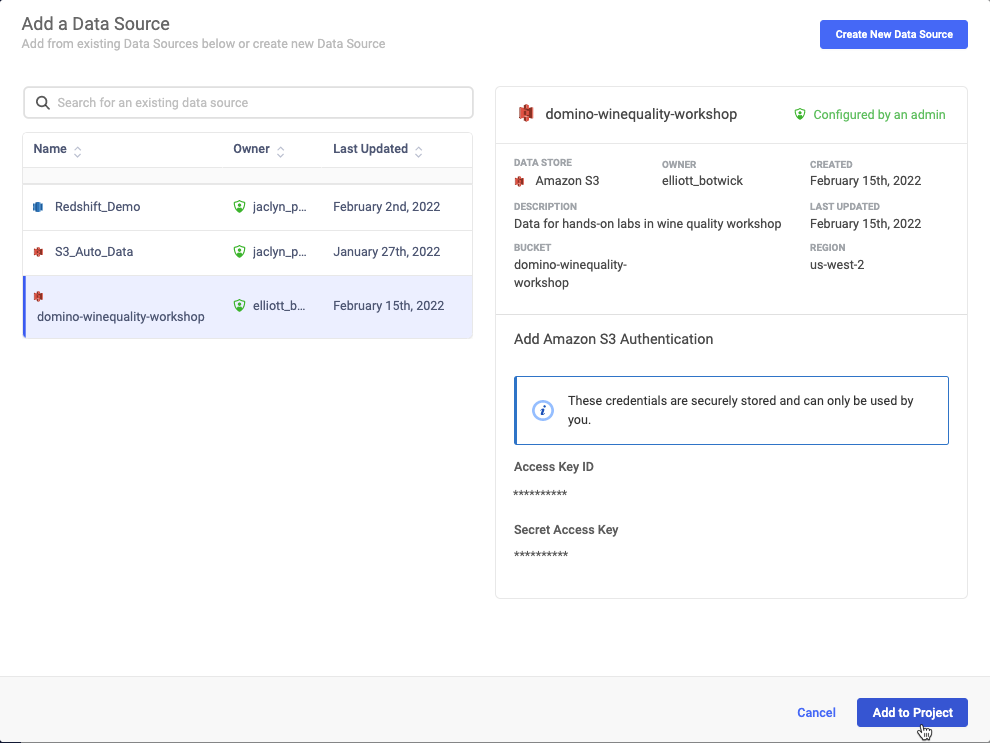 Add a Data Source
Add from existing Data Sources below or create new Data Source
Create New Data Source
Search for an existing data source
Name
Owner
Last Updated
Redshift_Demo
jaclyn_p...
February 2nd, 2022
S3_Auto_Data
jaclyn_p...
January 27th, 2022
domino-winequality-workshop
elliott_b...
February 15th, 2022
domino-winequality-workshop
Configured by an admin
DATA STORE
Amazon S3
OWNER
elliott_botwick
CREATED
February 15th, 2022
DESCRIPTION
Data for hands-on labs in wine quality workshop
LAST UPDATED
February 15th, 2022
BUCKET
domino-winequality-
workshop
REGION
us-west-2
Add Amazon S3 Authentication
These credentials are securely stored and can only be used by
you.
Access Key ID
**********
Secret Access Key
**********
Cancel
Add to Project